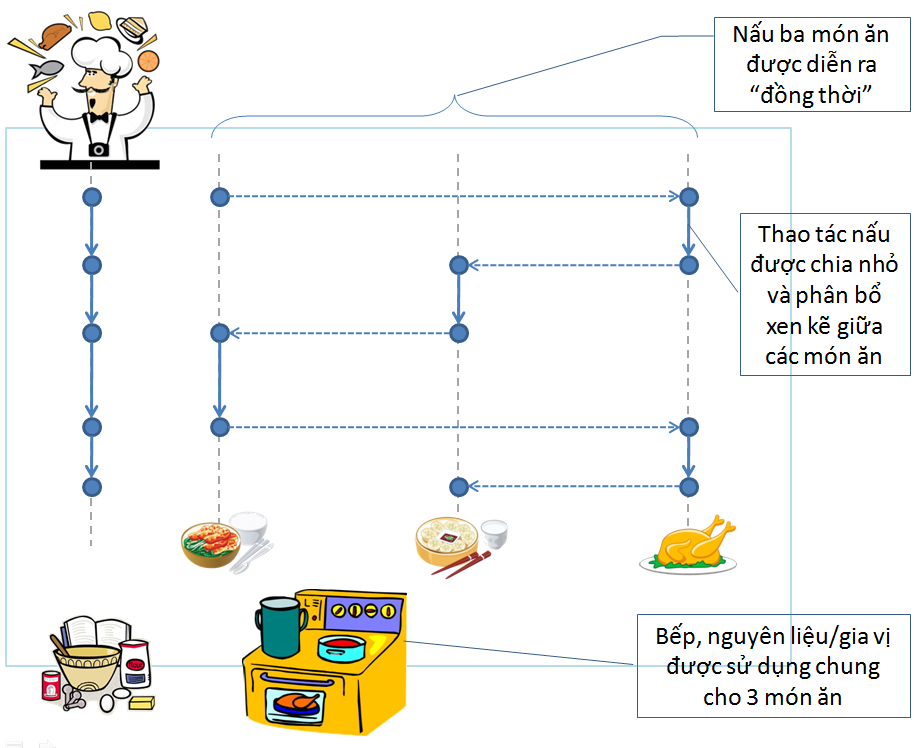 Nấu ba món ăn
được diễn ra
“đồng thời”
Thao tác nấu
được chia nhỏ
và phân bổ
xen kẽ giữa
các món ăn
Bếp, nguyên liệu/gia vị
được sử dụng chung
cho 3 món ăn